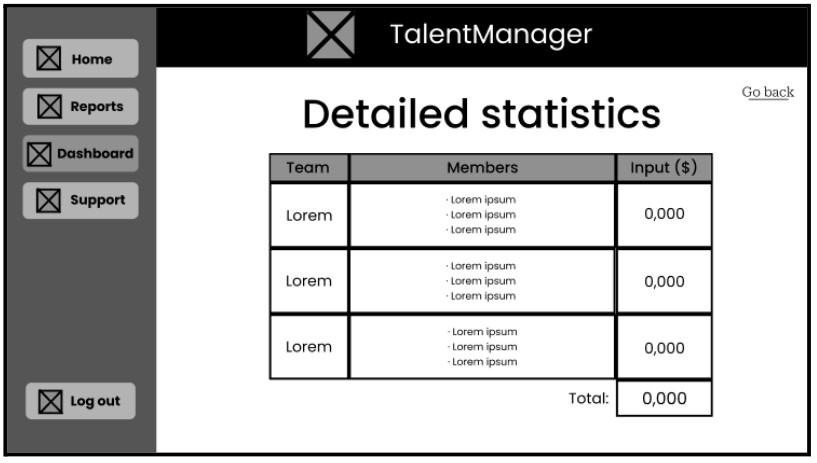 TalentManager
Home
Reports
Dashboard
Support
Log out
Go back
Detailed statistics
Team Members Input ($)
Lorem
· Lorem ipsum
· Lorem ipsum
· Lorem ipsum
0,000
Lorem
· Lorem ipsum
· Lorem ipsum
· Lorem ipsum
0,000
Lorem
· Lorem ipsum
· Lorem ipsum
· Lorem ipsum
0,000
Total: 0,000